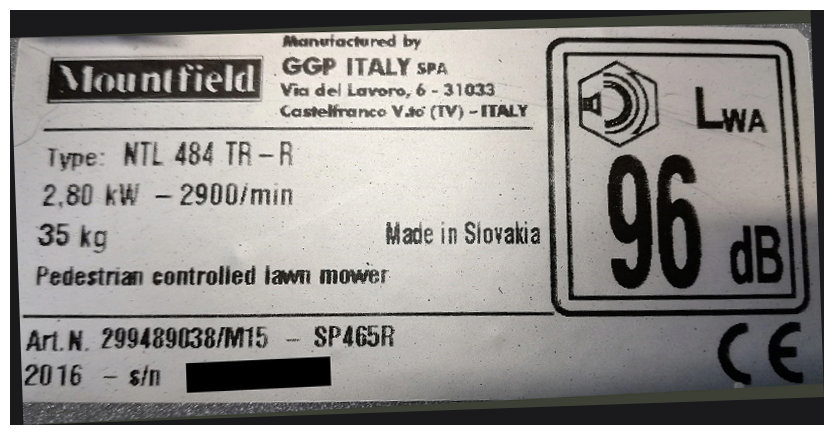 Manufactured by
Mountfield
GGP ITALY SPA
Via del Lavoro, 6 - 31033
Castelfranco V.to (TV) - ITALY
Type: NTL 484 TR - R
2,80 kW - 2900/min
35 kg
Made in Slovakia
Pedestrian controlled lawn mower
Art.N. 299489038/M15 - SP465R
2016 - s/n
LWA
96
dB
CE